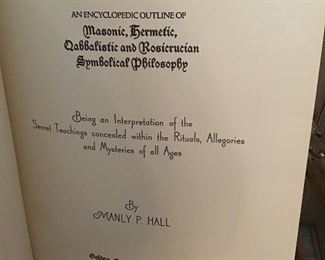 AN ENCYCLOPEDIC OUTLINE OF
Masonic, Hermetic,
Qabbalistic and Rosicrucian
Symbolical Philosophy
Being an Interpretation of the
Secret Teachings concealed within the Rituals, Allegories
and Mysteries of all Ages
By
MANLY P. HALL
Golden